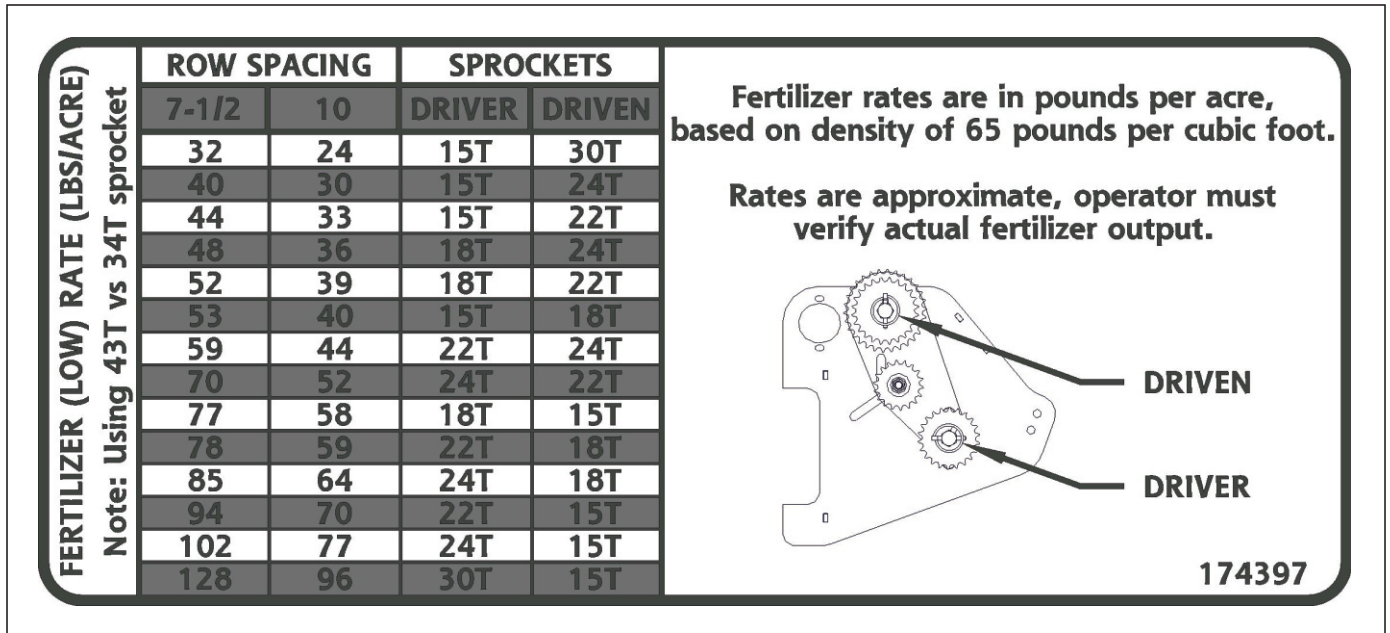 FERTILIZER (LOW) RATE (LBS/ACRE)
Note: Using 43T vs 34T sprocket
ROW SPACING SPROCKETS
7-1/2 10 DRIVER DRIVEN
32 24 15T 30T
40 30 15T 24T
44 33 15T 22T
48 36 18T 24T
52 39 18T 22T
53 40 15T 18T
59 44 22T 24T
70 52 24T 22T
77 58 18T 15T
78 59 22T 18T
85 64 24T 18T
94 70 22T 15T
102 77 24T 15T
128 96 30T 15T
Fertilizer rates are in pounds per acre,
based on density of 65 pounds per cubic foot.
Rates are approximate, operator must
verify actual fertilizer output.
DRIVEN
DRIVER
174397